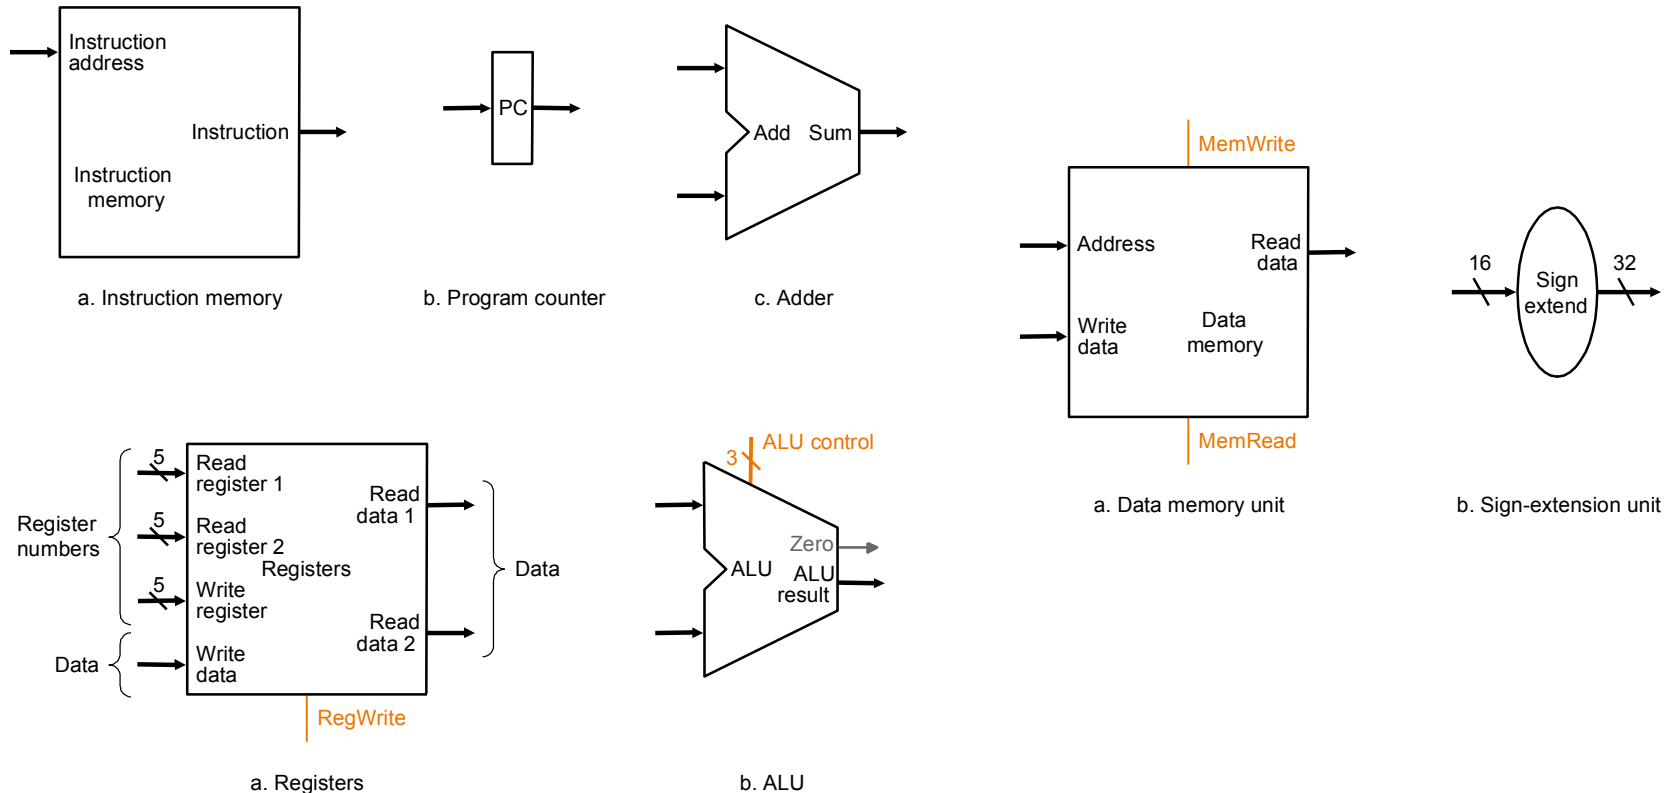 Instruction
address
Instruction
Instruction
memory
a. Instruction memory
PC
b. Program counter
Add Sum
c. Adder
MemWrite
Address
Read
data
Write
data
Data
memory
MemRead
a. Data memory unit
16
32
Sign
extend
b. Sign-extension unit
Register
numbers
Data
5
5
5
Read
register 1
Read
register 2
Registers
Write
register
Write
data
Read
data 1
Read
data 2
Data
RegWrite
a. Registers
ALU control
3
Zero
ALU
ALU
result
b. ALU